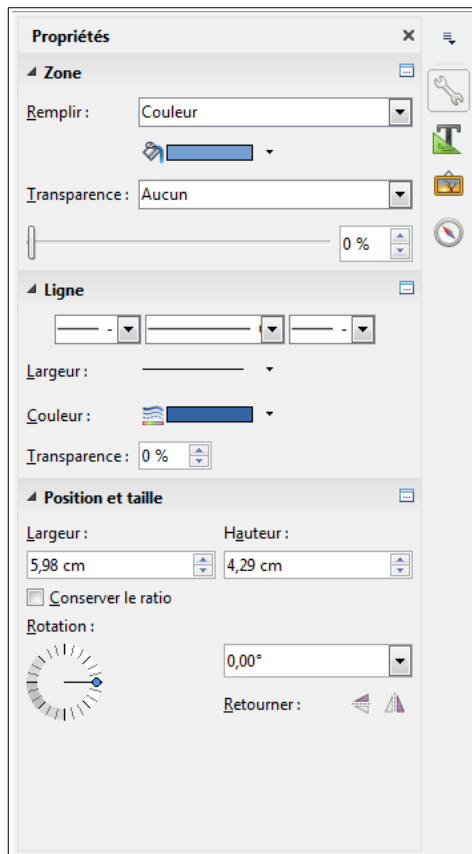 Propriétés
Zone
Remplir : Couleur
Transparence : Aucun
0 %
Ligne
Largeur :
Couleur :
Transparence : 0 %
Position et taille
Largeur : Hauteur :
5,98 cm 4,29 cm
Conserver le ratio
Rotation :
0,00°
Retourner :